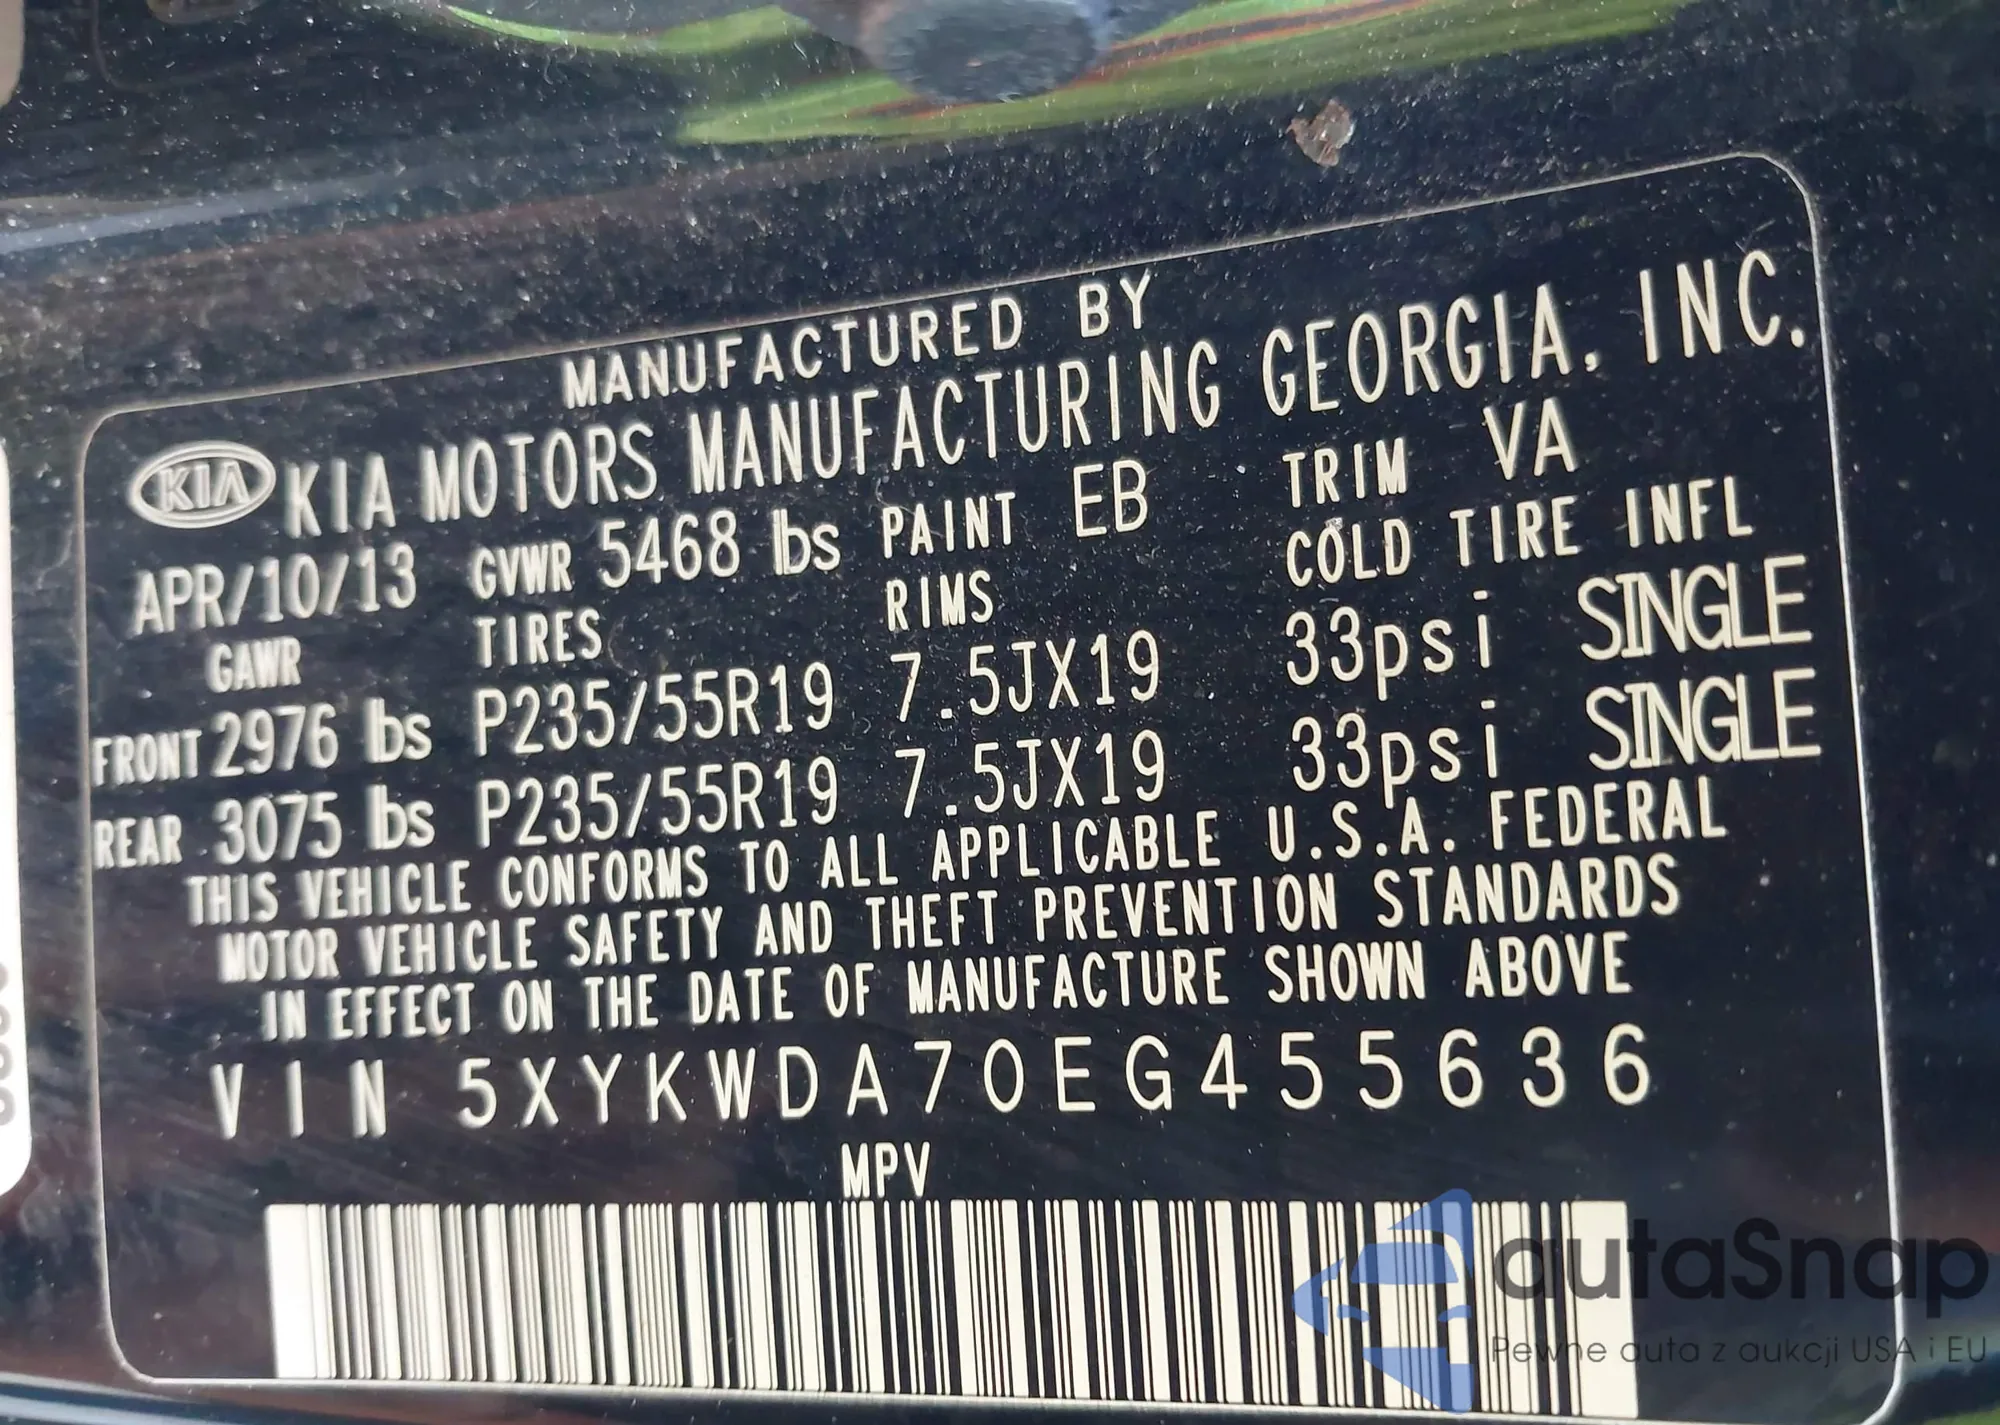 MANUFACTURED BY
KIA KIA MOTORS MANUFACTURING GEORGIA, INC.
APR/10/13 GVWR 5468 lbs PAINT EB TRIM VA
GAWR TIRES RIMS COLD TIRE INFL
FRONT 2976 lbs P235/55R19 7.5JX19 33psi SINGLE
REAR 3075 lbs P235/55R19 7.5JX19 33psi SINGLE
THIS VEHICLE CONFORMS TO ALL APPLICABLE U.S.A. FEDERAL
MOTOR VEHICLE SAFETY AND THEFT PREVENTION STANDARDS
IN EFFECT ON THE DATE OF MANUFACTURE SHOWN ABOVE
VIN 5XYKWDA70EG455636
MPV
autaSnap
Pewne auta z aukcji USA i EU